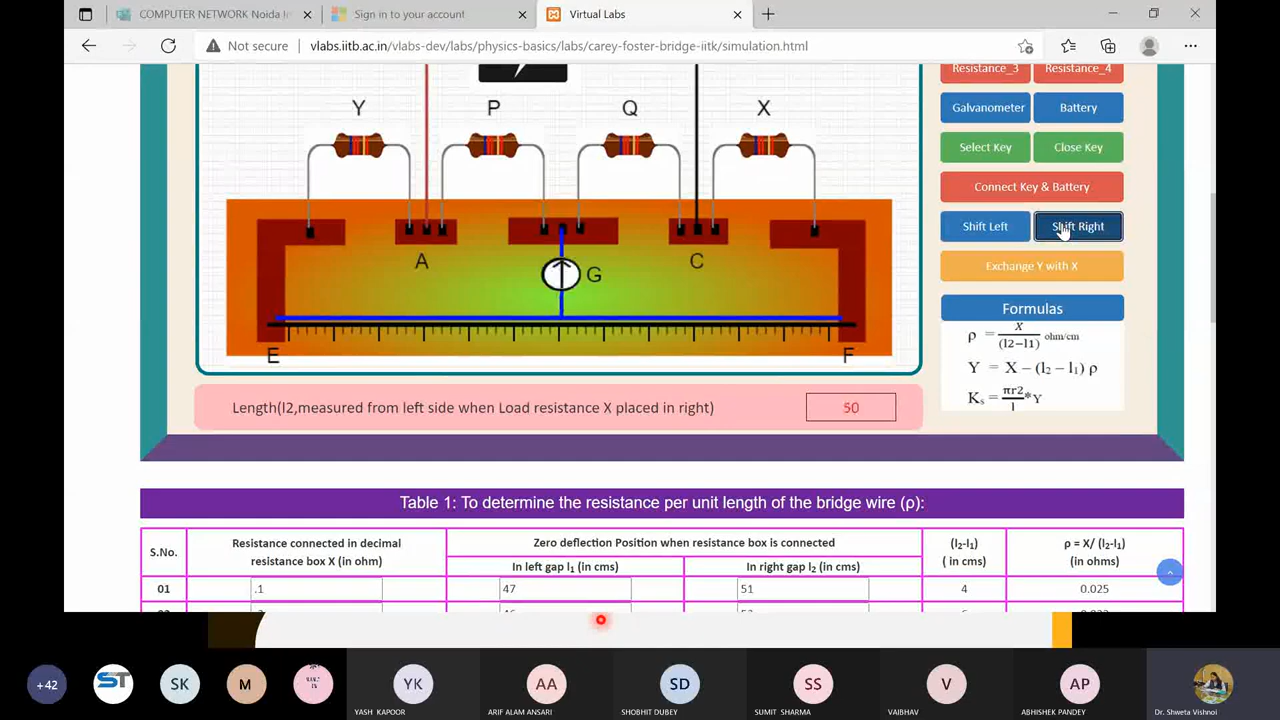 COMPUTER NETWORK Noida In
Sign in to your account
Virtual Labs
Not secure
vlabs.iitb.ac.in/vlabs-dev/labs/physics-basics/labs/carey-foster-bridge-iitk/simulation.html
Resistance_3 Resistance_4
Y P Q X
Galvanometer Battery
Select Key Close Key
Connect Key & Battery
Shift Left Shift Right
A G C
Exchange Y with X
Formulas
ρ = X/(l2−l1) ohm/cm
E F
Y = X − (l₂ − l₁) ρ
Kₛ = πr2/l *Y
Length(l2,measured from left side when Load resistance X placed in right) 50
Table 1: To determine the resistance per unit length of the bridge wire (ρ):
S.No. Resistance connected in decimal resistance box X (in ohm) Zero deflection Position when resistance box is connected (l₂-l₁) ( in cms) ρ = X/ (l₂-l₁) (in ohms)
In left gap l₁ (in cms) In right gap l₂ (in cms)
01 .1 47 51 4 0.025
+42 ST SK M YK AA SD SS V AP
YASH KAPOOR ARIF ALAM ANSARI SHOBHIT DUBEY SUMIT SHARMA VAIBHAV ABHISHEK PANDEY Dr. Shweta Vishnoi